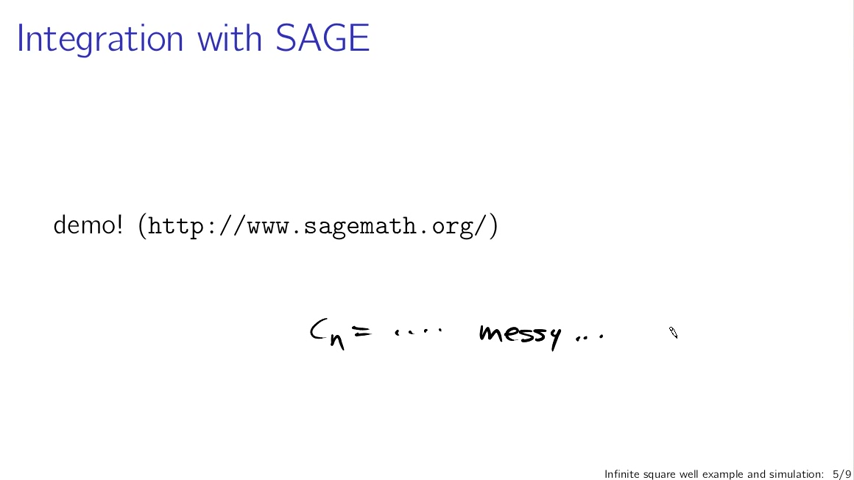 Integration with SAGE
demo! (http://www.sagemath.org/)
Cn = .... messy...
Infinite square well example and simulation: 5/9